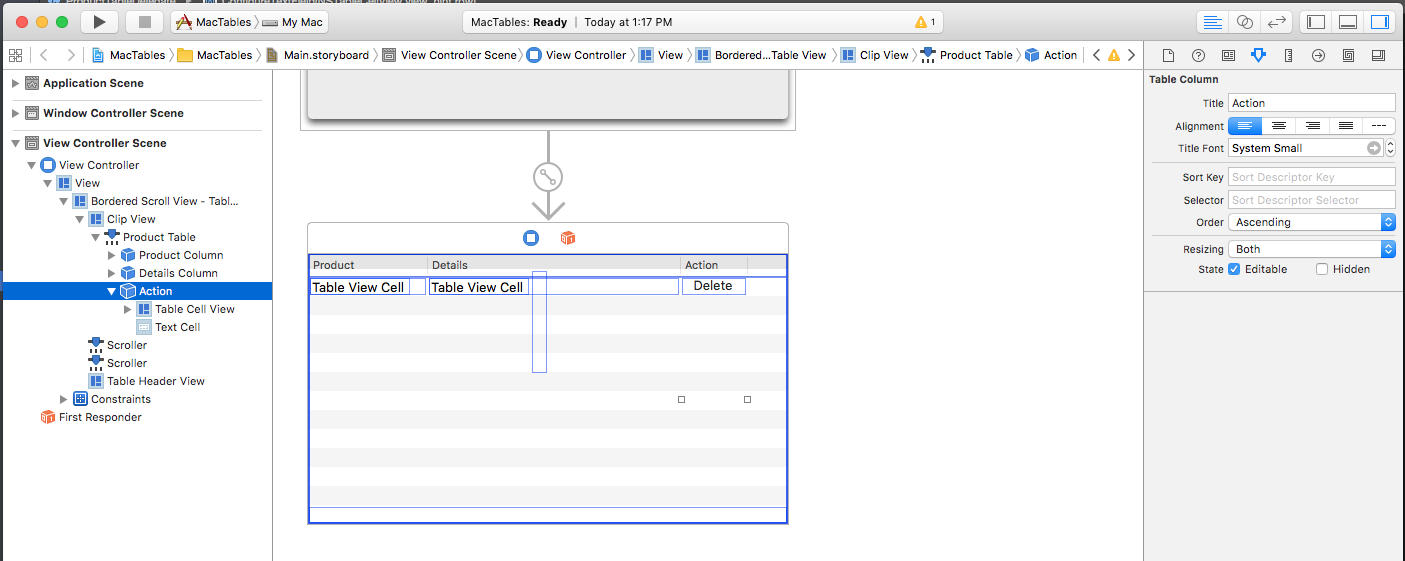 MacTables
My Mac
MacTables: Ready
Today at 1:17 PM
1
MacTables
MacTables
Main.storyboard
View Controller Scene
View Controller
View
Bordered...Table View
Clip View
Product Table
Action
Application Scene
Window Controller Scene
View Controller Scene
View Controller
View
Bordered Scroll View - Tabl...
Clip View
Product Table
Product Column
Details Column
Action
Table Cell View
Text Cell
Scroller
Scroller
Table Header View
Constraints
First Responder
Product Details Action
Table View Cell Table View Cell Delete
Table Column
Title Action
Alignment
Title Font System Small
Sort Key Sort Descriptor Key
Selector Sort Descriptor Selector
Order Ascending
Resizing Both
State Editable Hidden